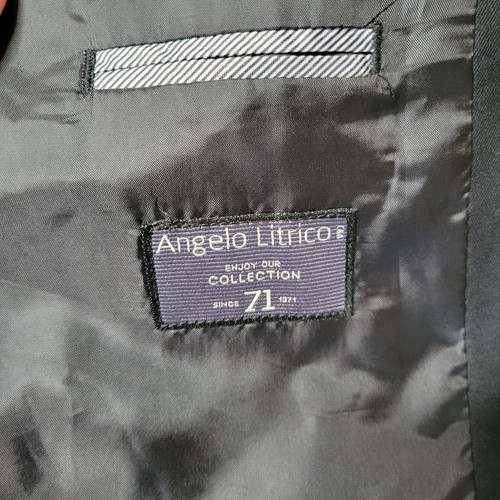 Angelo Litrico
ENJOY OUR
COLLECTION
SINCE 71 1971